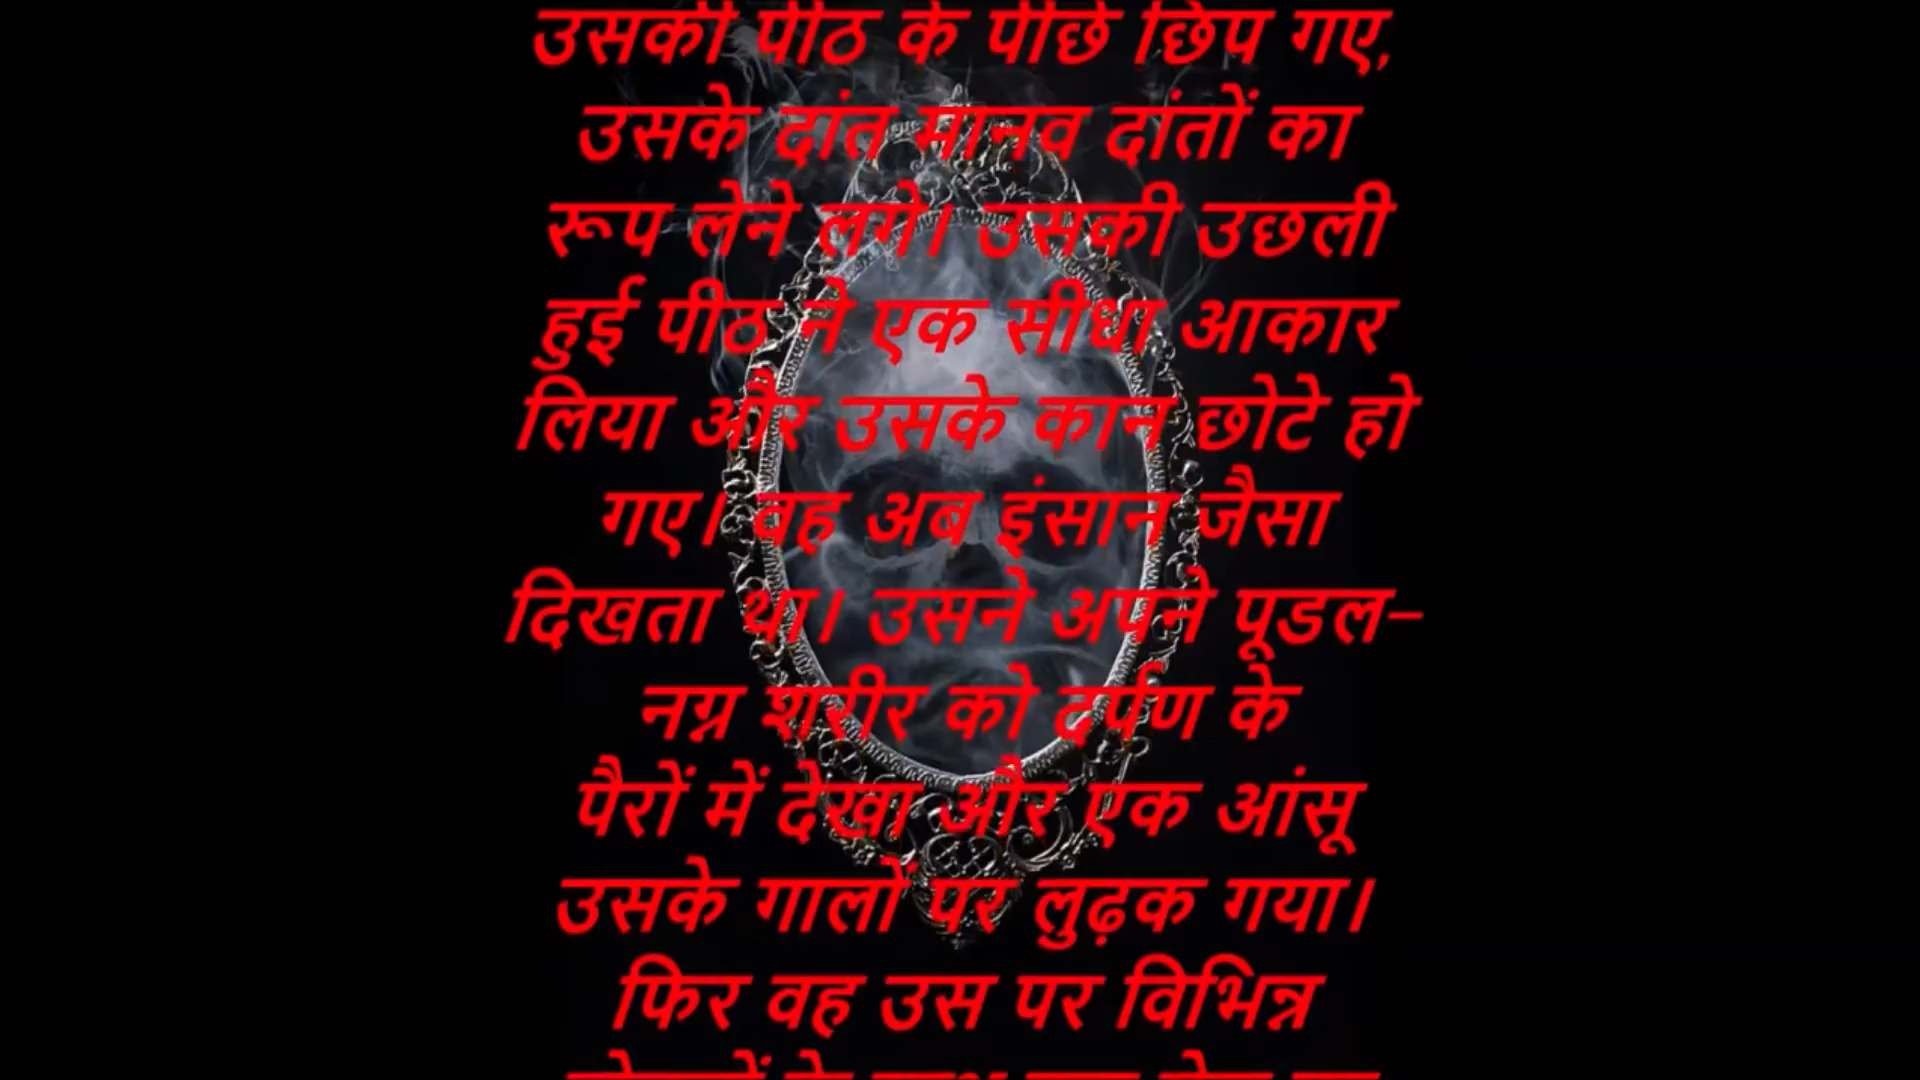 उसकी पीठ के पीछे छिप गए,
उसके दांत मानव दांतों का
रूप लेने लगे। उसकी उछली
हुई पीठ ने एक सीधा आकार
लिया और उसके कान छोटे हो
गए। वह अब इंसान जैसा
दिखता था। उसने अपने पूडल-
नग्न शरीर को दर्पण के
पैरों में देखा और एक आंसू
उसके गालों पर लुढ़क गया।
फिर वह उस पर विभिन्न